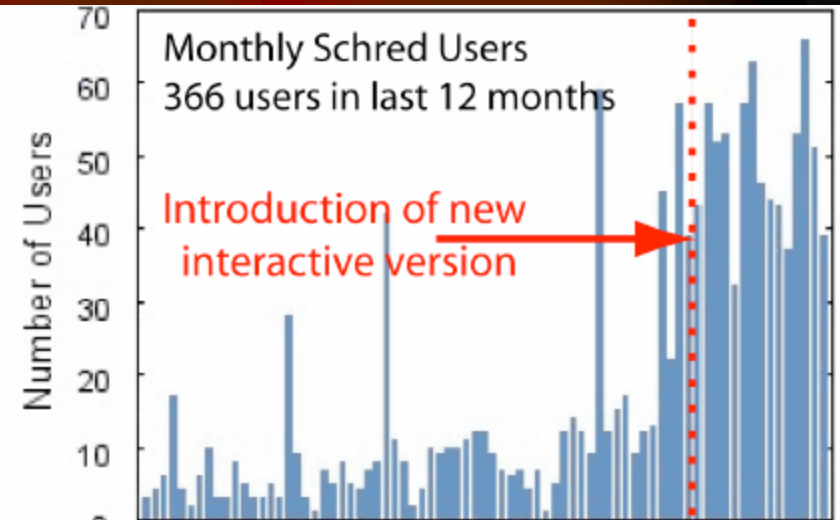 70
Monthly Schred Users
366 users in last 12 months
60
50
Introduction of new
interactive version
40
30
20
10
Number of Users